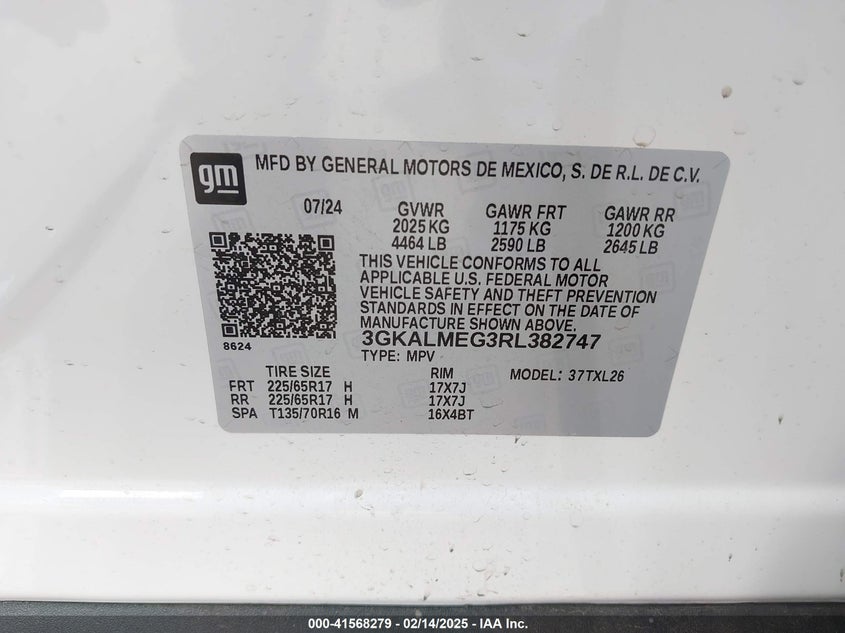 gm MFD BY GENERAL MOTORS DE MEXICO, S. DE R.L. DE C.V.
07/24 GVWR GAWR FRT GAWR RR
2025 KG 1175 KG 1200 KG
4464 LB 2590 LB 2645 LB
THIS VEHICLE CONFORMS TO ALL
APPLICABLE U.S. FEDERAL MOTOR
VEHICLE SAFETY AND THEFT PREVENTION
STANDARDS IN EFFECT ON THE DATE OF
MANUFACTURE SHOWN ABOVE.
8624 3GKALMEG3RL382747
TYPE: MPV
TIRE SIZE RIM MODEL: 37TXL26
FRT 225/65R17 H 17X7J
RR 225/65R17 H 17X7J
SPA T135/70R16 M 16X4BT
000-41568279 - 02/14/2025 - IAA Inc.